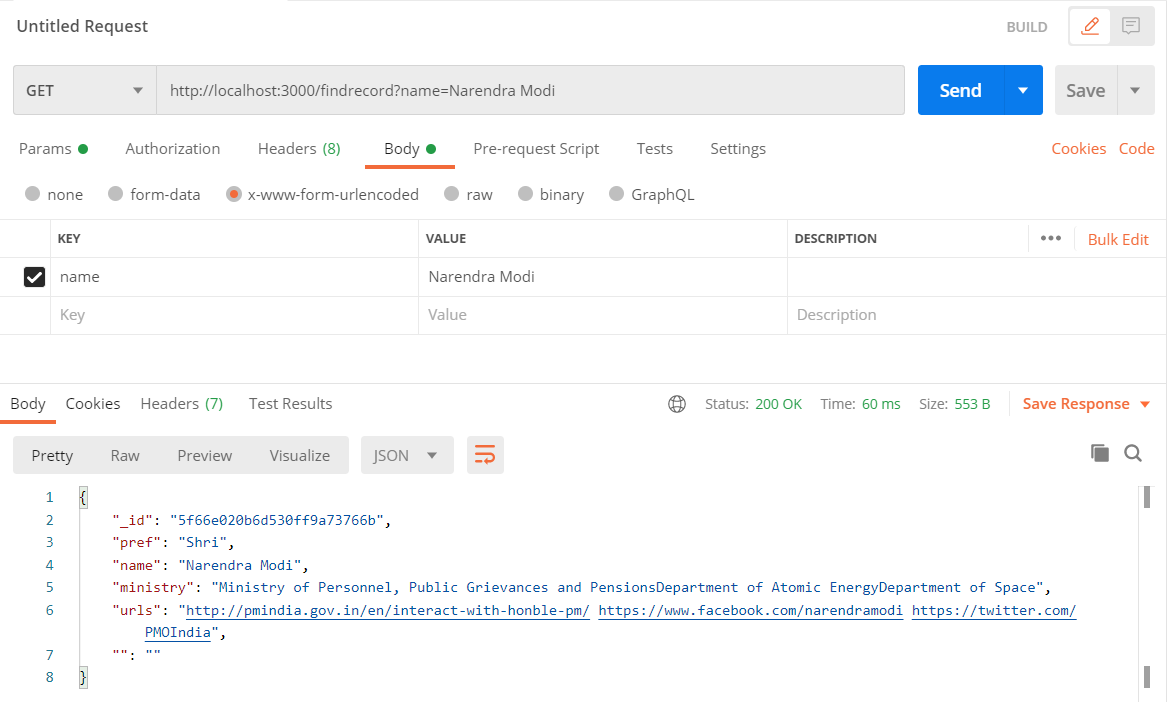 Untitled Request
BUILD
GET
http://localhost:3000/findrecord?name=Narendra Modi
Send
Save
Params
Authorization
Headers (8)
Body
Pre-request Script
Tests
Settings
Cookies
Code
none
form-data
x-www-form-urlencoded
raw
binary
GraphQL
KEY
VALUE
DESCRIPTION
Bulk Edit
name
Narendra Modi
Key
Value
Description
Body
Cookies
Headers (7)
Test Results
Status: 200 OK
Time: 60 ms
Size: 553 B
Save Response
Pretty
Raw
Preview
Visualize
JSON
1 {
2 "_id": "5f66e020b6d530ff9a73766b",
3 "pref": "Shri",
4 "name": "Narendra Modi",
5 "ministry": "Ministry of Personnel, Public Grievances and PensionsDepartment of Atomic EnergyDepartment of Space",
6 "urls": "http://pmindia.gov.in/en/interact-with-honble-pm/ https://www.facebook.com/narendramodi https://twitter.com/
PMOIndia",
7 "": ""
8 }